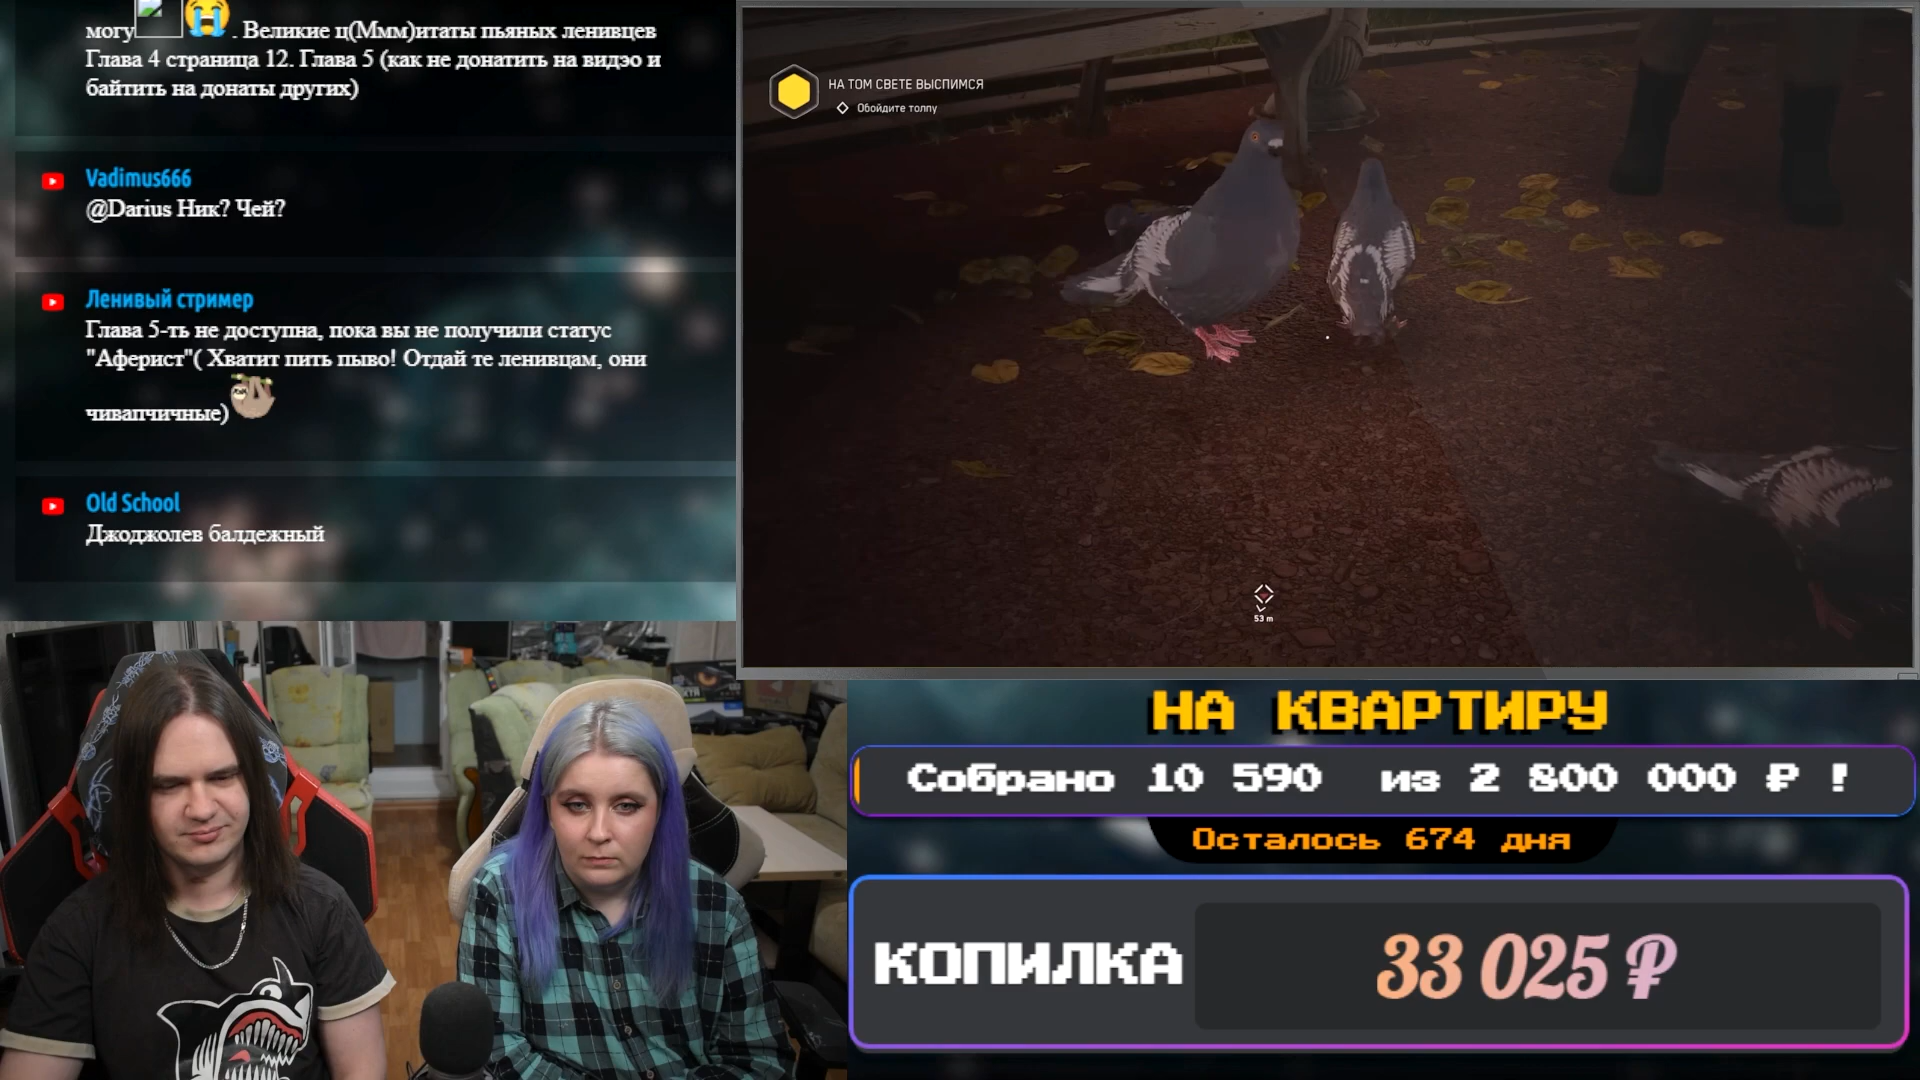 могу . Великие ц(Ммм)итаты пьяных ленивцев
Глава 4 страница 12. Глава 5 (как не донатить на видэо и
байтить на донаты других)
Vadimus666
@Darius Ник? Чей?
Ленивый стример
Глава 5-ть не доступна, пока вы не получили статус
"Аферист"( Хватит пить пыво! Отдай те ленивцам, они
чивапчичные)
Old School
Джоджолев балдежный
НА ТОМ СВЕТЕ ВЫСПИМСЯ
Обойдите толпу
53 m
НА КВАРТИРУ
Собрано 10 590 из 2 800 000 ₽ !
Осталось 674 дня
КОПИЛКА
33 025 ₽